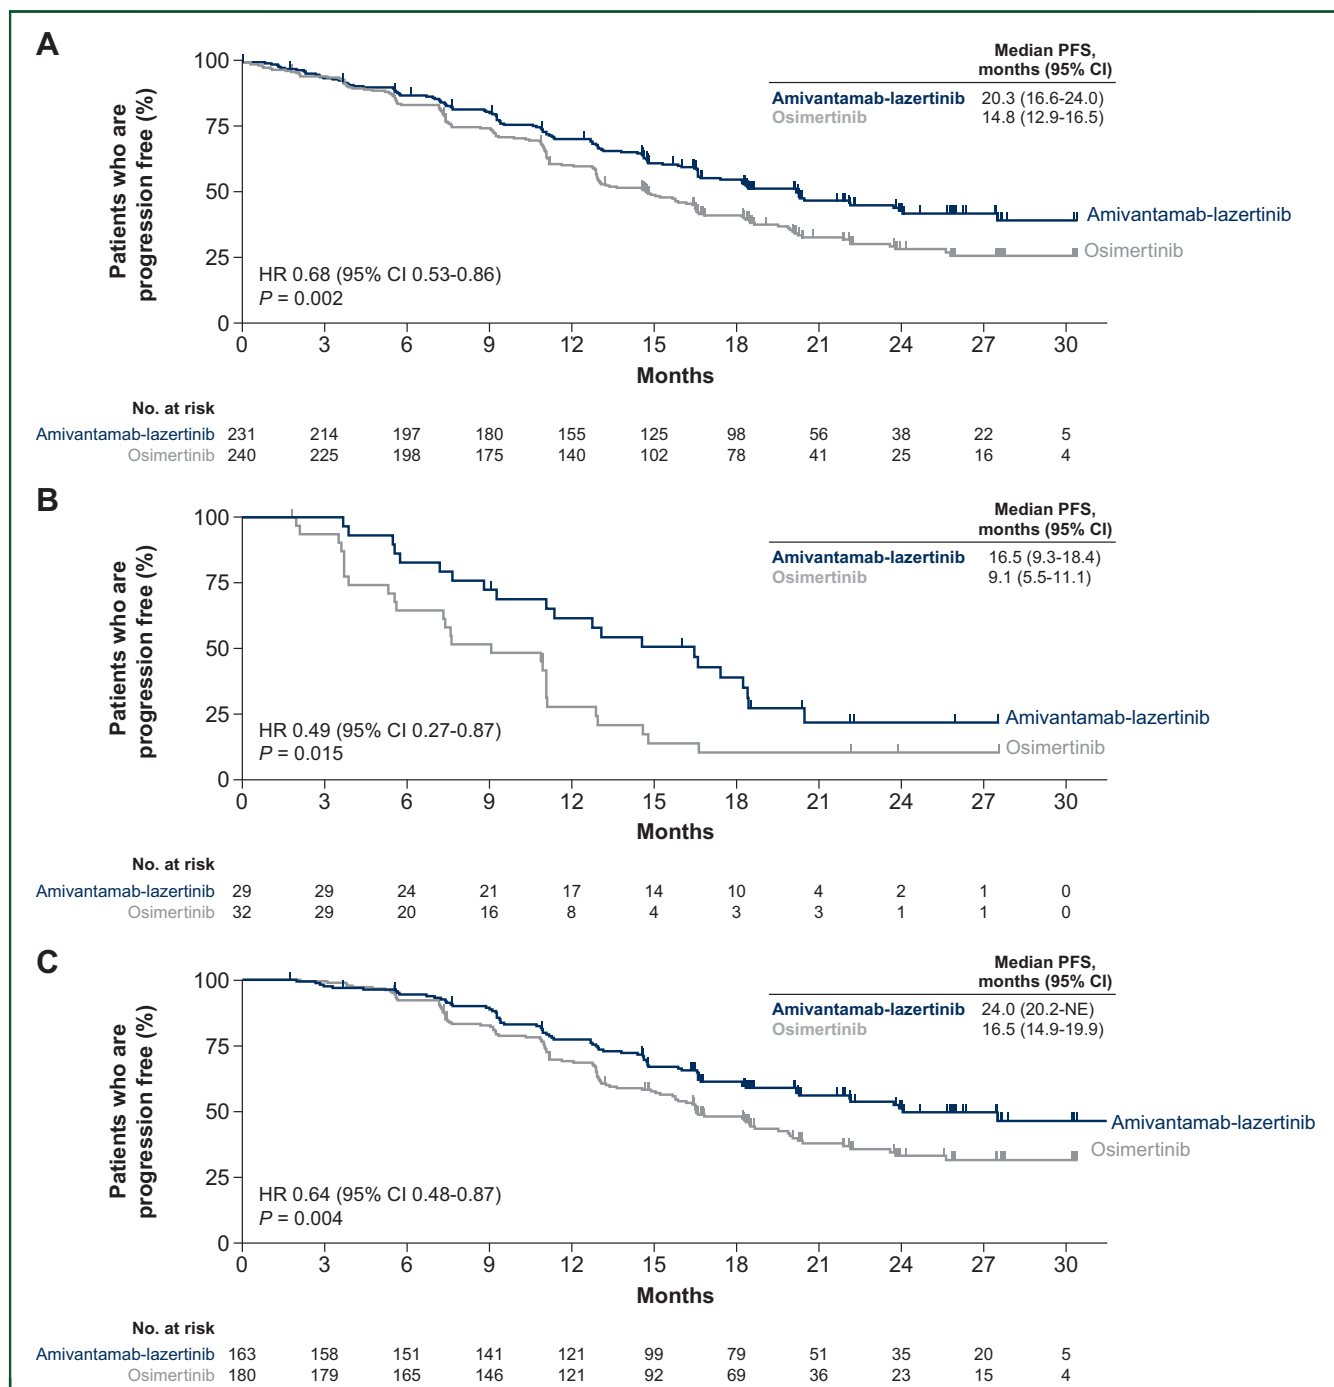 A
Median PFS,
months (95% CI)
Amivantamab-lazertinib 20.3 (16.6-24.0)
Osimertinib 14.8 (12.9-16.5)
Patients who are
progression free (%)
100
75
50
25
0
Amivantamab-lazertinib
Osimertinib
HR 0.68 (95% CI 0.53-0.86)
P = 0.002
0 3 6 9 12 15 18 21 24 27 30
Months
No. at risk
Amivantamab-lazertinib 231 214 197 180 155 125 98 56 38 22 5
Osimertinib 240 225 198 175 140 102 78 41 25 16 4
B
Median PFS,
months (95% CI)
Amivantamab-lazertinib 16.5 (9.3-18.4)
Osimertinib 9.1 (5.5-11.1)
Patients who are
progression free (%)
100
75
50
25
0
Amivantamab-lazertinib
Osimertinib
HR 0.49 (95% CI 0.27-0.87)
P = 0.015
0 3 6 9 12 15 18 21 24 27 30
Months
No. at risk
Amivantamab-lazertinib 29 29 24 21 17 14 10 4 2 1 0
Osimertinib 32 29 20 16 8 4 3 3 1 1 0
C
Median PFS,
months (95% CI)
Amivantamab-lazertinib 24.0 (20.2-NE)
Osimertinib 16.5 (14.9-19.9)
Patients who are
progression free (%)
100
75
50
25
0
Amivantamab-lazertinib
Osimertinib
HR 0.64 (95% CI 0.48-0.87)
P = 0.004
0 3 6 9 12 15 18 21 24 27 30
Months
No. at risk
Amivantamab-lazertinib 163 158 151 141 121 99 79 51 35 20 5
Osimertinib 180 179 165 146 121 92 69 36 23 15 4